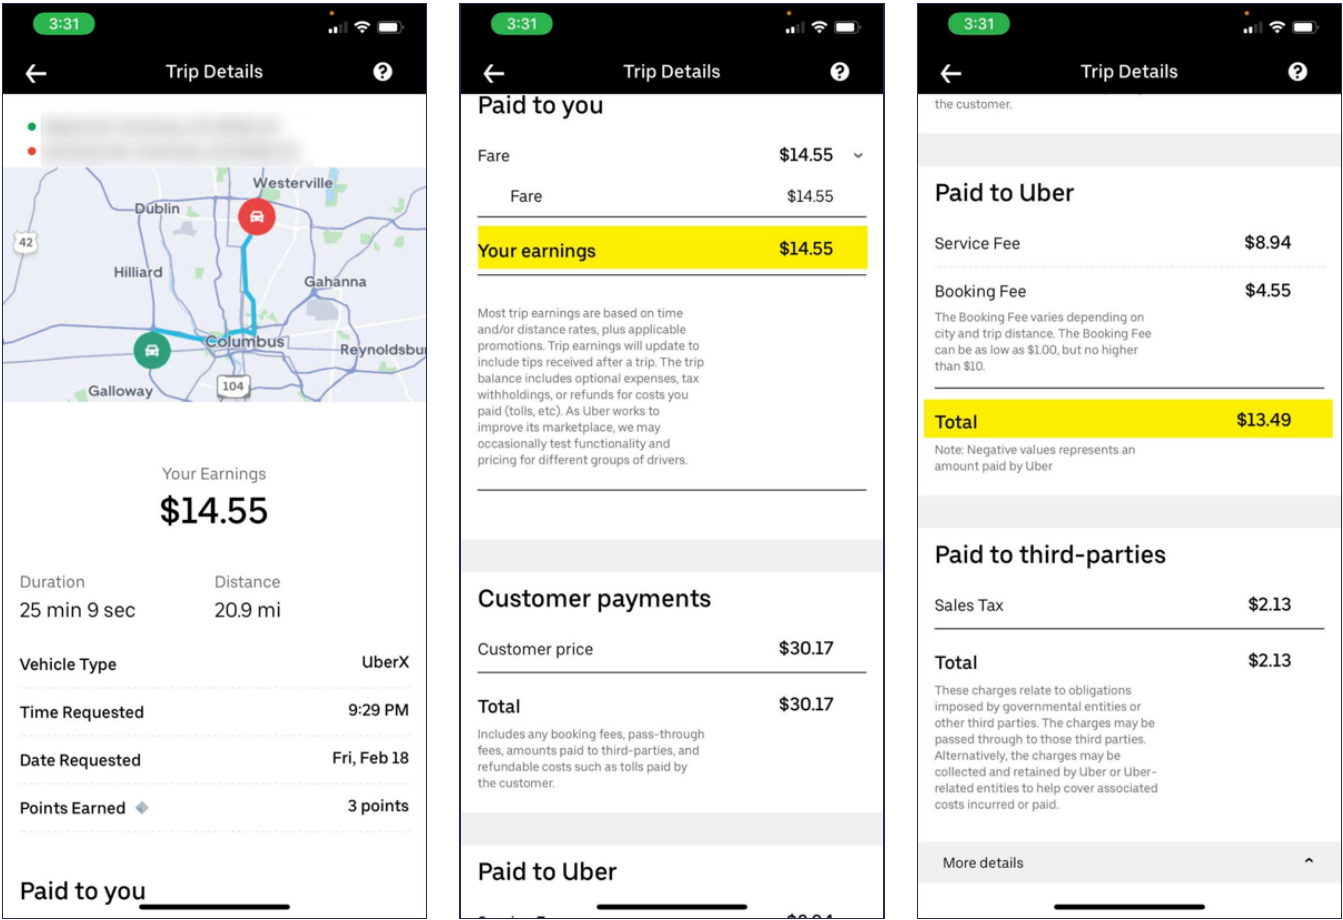 3:31
Trip Details
Westerville
Dublin
42
Hilliard
Gahanna
Columbus
Reynoldsbu
Galloway
104
Your Earnings
$14.55
Duration
Distance
25 min 9 sec
20.9 mi
Vehicle Type UberX
Time Requested 9:29 PM
Date Requested Fri, Feb 18
Points Earned 3 points
Paid to you
3:31
Trip Details
Paid to you
Fare $14.55
Fare $14.55
Your earnings $14.55
Most trip earnings are based on time
and/or distance rates, plus applicable
promotions. Trip earnings will update to
include tips received after a trip. The trip
balance includes optional expenses, tax
withholdings, or refunds for costs you
paid (tolls, etc). As Uber works to
improve its marketplace, we may
occasionally test functionality and
pricing for different groups of drivers.
Customer payments
Customer price $30.17
Total $30.17
Includes any booking fees, pass-through
fees, amounts paid to third-parties, and
refundable costs such as tolls paid by
the customer.
Paid to Uber
3:31
Trip Details
the customer.
Paid to Uber
Service Fee $8.94
Booking Fee $4.55
The Booking Fee varies depending on
city and trip distance. The Booking Fee
can be as low as $1.00, but no higher
than $10.
Total $13.49
Note: Negative values represents an
amount paid by Uber
Paid to third-parties
Sales Tax $2.13
Total $2.13
These charges relate to obligations
imposed by governmental entities or
other third parties. The charges may be
passed through to those third parties.
Alternatively, the charges may be
collected and retained by Uber or Uber-
related entities to help cover associated
costs incurred or paid.
More details